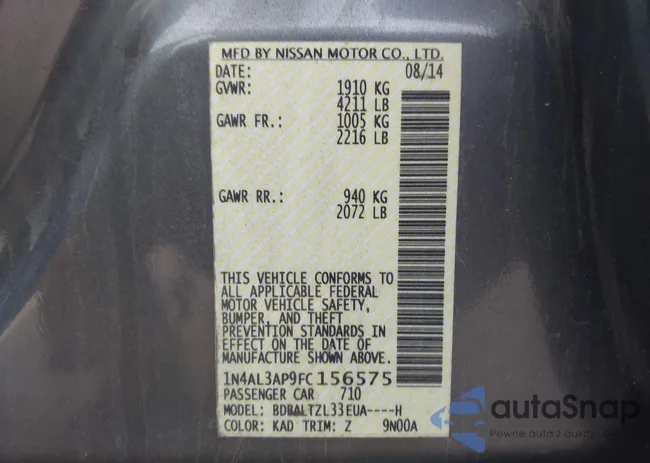 MFD BY NISSAN MOTOR CO., LTD.
DATE: 08/14
GVWR: 1910 KG
4211 LB
GAWR FR.: 1005 KG
2216 LB
GAWR RR.: 940 KG
2072 LB
THIS VEHICLE CONFORMS TO
ALL APPLICABLE FEDERAL
MOTOR VEHICLE SAFETY,
BUMPER, AND THEFT
PREVENTION STANDARDS IN
EFFECT ON THE DATE OF
MANUFACTURE SHOWN ABOVE.
1N4AL3AP9FC156575
PASSENGER CAR 710
MODEL: BDBALTZL33EUA----H
COLOR: KAD TRIM: Z 9N00A
autaSnap
Pewne auta z aukcji